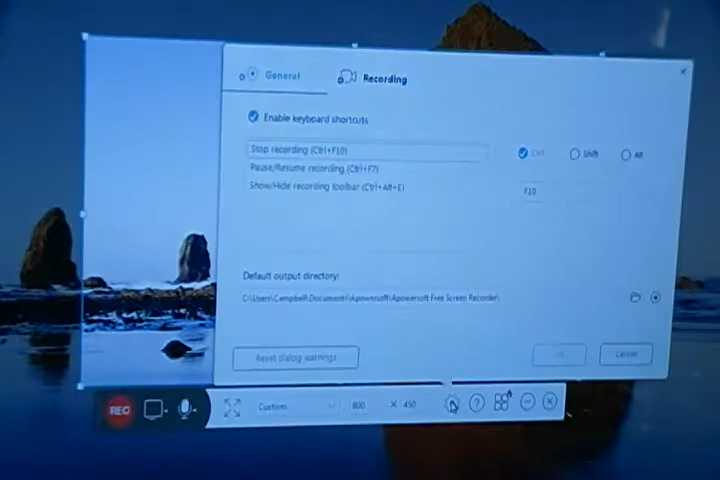 General
Recording
Enable keyboard shortcuts
Stop recording (Ctrl+F10)
Ctrl
Shift
Alt
Pause/Resume recording (Ctrl+F7)
Show/Hide recording toolbar (Ctrl+Alt+E)
F10
Default output directory:
C:\Users\Campbell\Documents\Apowersoft\Apowersoft Free Screen Recorder\
Reset dialog warnings
Cancel
REC
Custom
800
X
450
?